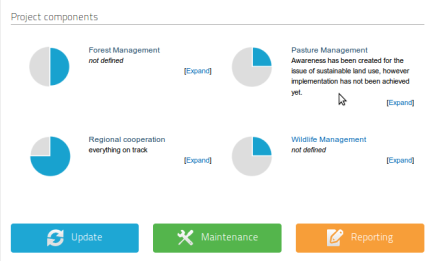 Project components
Forest Management
not defined
[Expand]
Pasture Management
Awareness has been created for the
issue of sustainable land use, however
implementation has not been achieved
yet.
[Expand]
Regional cooperation
everything on track
[Expand]
Wildlife Management
not defined
[Expand]
Update
Maintenance
Reporting